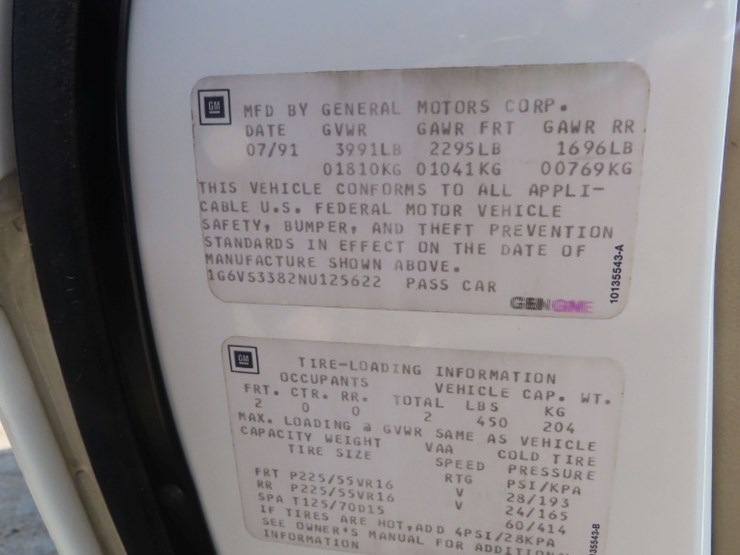 GM MFD BY GENERAL MOTORS CORP.
DATE GVWR GAWR FRT GAWR RR
07/91 3991LB 2295LB 1696LB
01810KG 01041KG 00769KG
THIS VEHICLE CONFORMS TO ALL APPLI-
CABLE U.S. FEDERAL MOTOR VEHICLE
SAFETY, BUMPER, AND THEFT PREVENTION
STANDARDS IN EFFECT ON THE DATE OF
MANUFACTURE SHOWN ABOVE.
1G6VS3382NU125622 PASS CAR
GENGME
10135543-A
GM TIRE-LOADING INFORMATION
OCCUPANTS VEHICLE CAP. WT.
FRT. CTR. RR. TOTAL LBS KG
2 0 0 2 450 204
MAX. LOADING @ GVWR SAME AS VEHICLE
CAPACITY WEIGHT VAA COLD TIRE
TIRE SIZE SPEED PRESSURE
RTG PSI/KPA
FRT P225/55VR16 V 28/193
RR P225/55VR16 V 24/165
SPA T125/70D15 60/414
IF TIRES ARE HOT, ADD 4PSI/28KPA
SEE OWNER'S MANUAL FOR
INFORMATION
35543-B